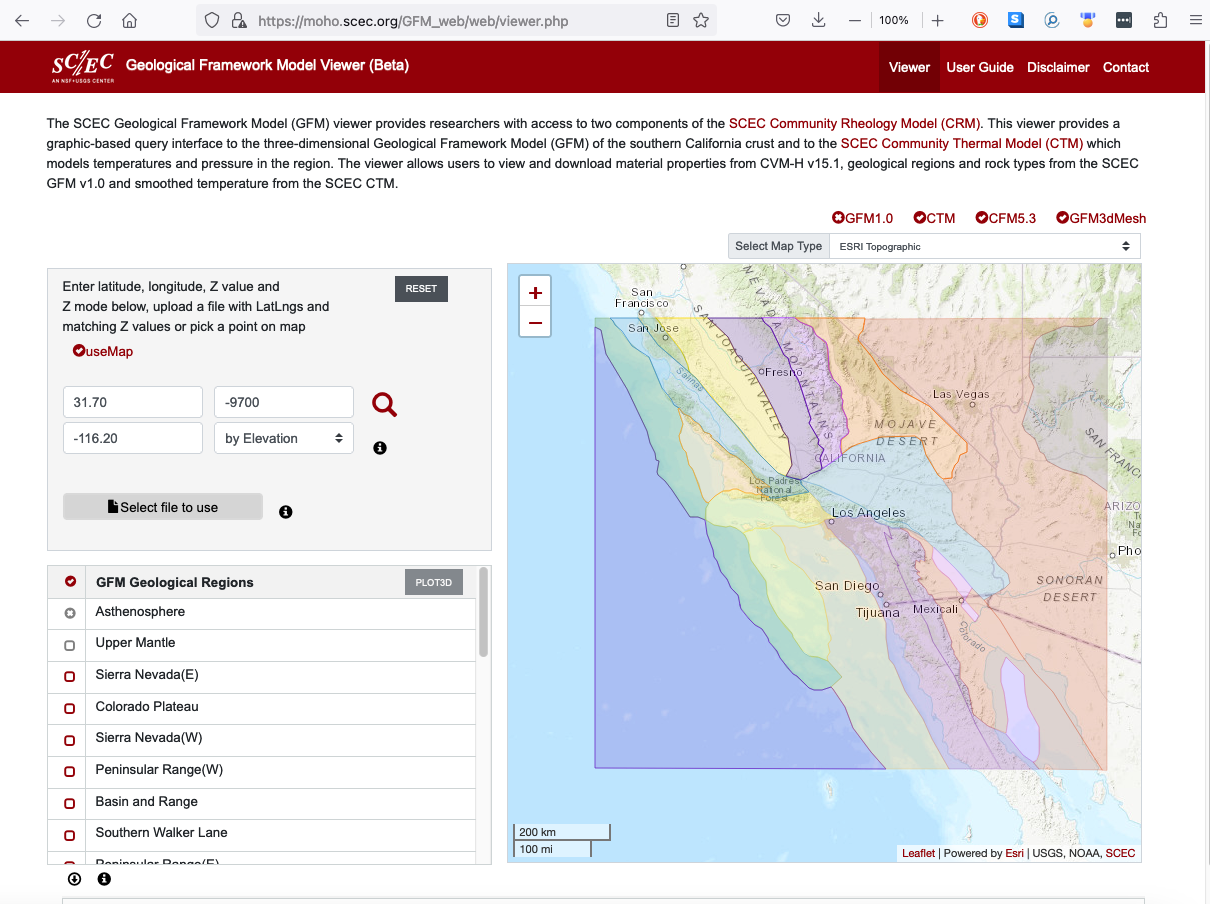 https://moho.scec.org/GFM_web/web/viewer.php
100%
SC/EC
AN NSF+USGS CENTER
Geological Framework Model Viewer (Beta)
Viewer
User Guide
Disclaimer
Contact
The SCEC Geological Framework Model (GFM) viewer provides researchers with access to two components of the SCEC Community Rheology Model (CRM). This viewer provides a
graphic-based query interface to the three-dimensional Geological Framework Model (GFM) of the southern California crust and to the SCEC Community Thermal Model (CTM) which
models temperatures and pressure in the region. The viewer allows users to view and download material properties from CVM-H v15.1, geological regions and rock types from the SCEC
GFM v1.0 and smoothed temperature from the SCEC CTM.
GFM1.0 CTM CFM5.3 GFM3dMesh
Select Map Type ESRI Topographic
Enter latitude, longitude, Z value and
Z mode below, upload a file with LatLngs and
matching Z values or pick a point on map
RESET
useMap
31.70
-9700
-116.20
by Elevation
Select file to use
GFM Geological Regions
PLOT3D
Asthenosphere
Upper Mantle
Sierra Nevada(E)
Colorado Plateau
Sierra Nevada(W)
Peninsular Range(W)
Basin and Range
Southern Walker Lane
Peninsular Range(E)
+
−
San
Francisco
San Jose
NEVADA MOUNTAINS
SAN JOAQUIN VALLEY
Salinas
Fresno
Las Vegas
MOJAVE
DESERT
CALIFORNIA
SAN FRANC
Los Padres
National
Forest
Los Angeles
ARIZO
Na
Fo
Pho
San Diego
SONORAN
DESERT
Tijuana
Mexicali
Colorado
200 km
100 mi
Leaflet | Powered by Esri | USGS, NOAA, SCEC